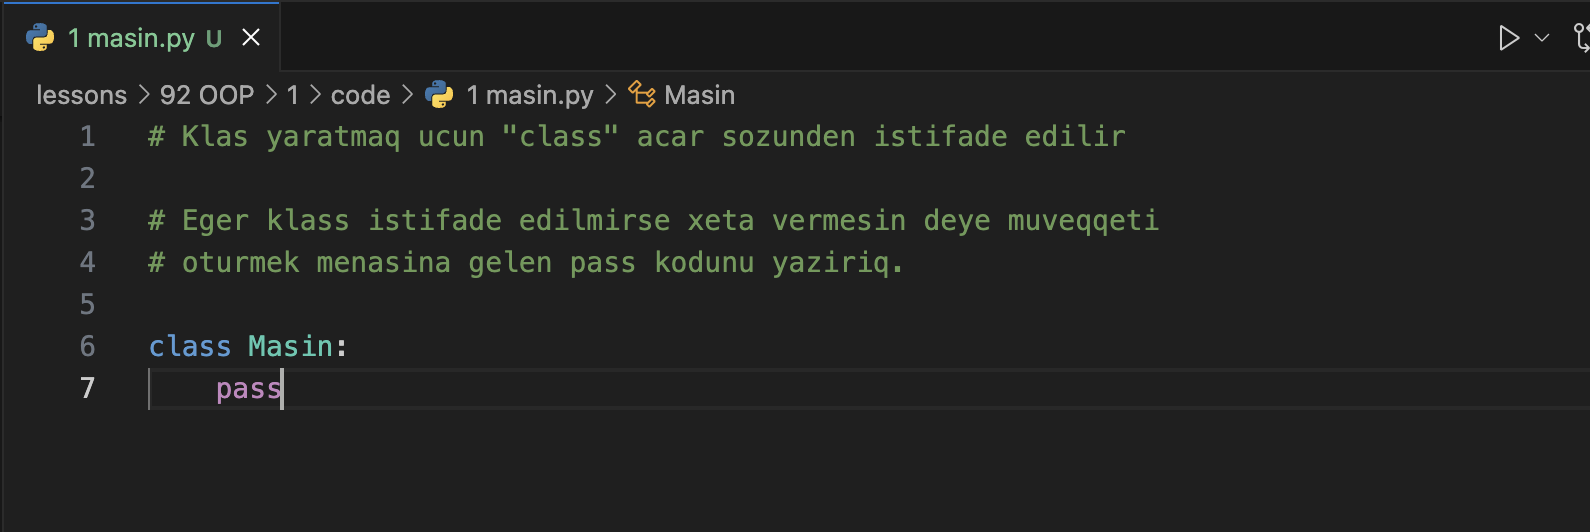 1 masin.py U
lessons > 92 OOP > 1 > code > 1 masin.py > Masin
1 # Klas yaratmaq ucun "class" acar sozunden istifade edilir
2
3 # Eger klass istifade edilmirse xeta vermesin deye muveqqeti
4 # oturmek menasina gelen pass kodunu yaziriq.
5
6 class Masin:
7     pass